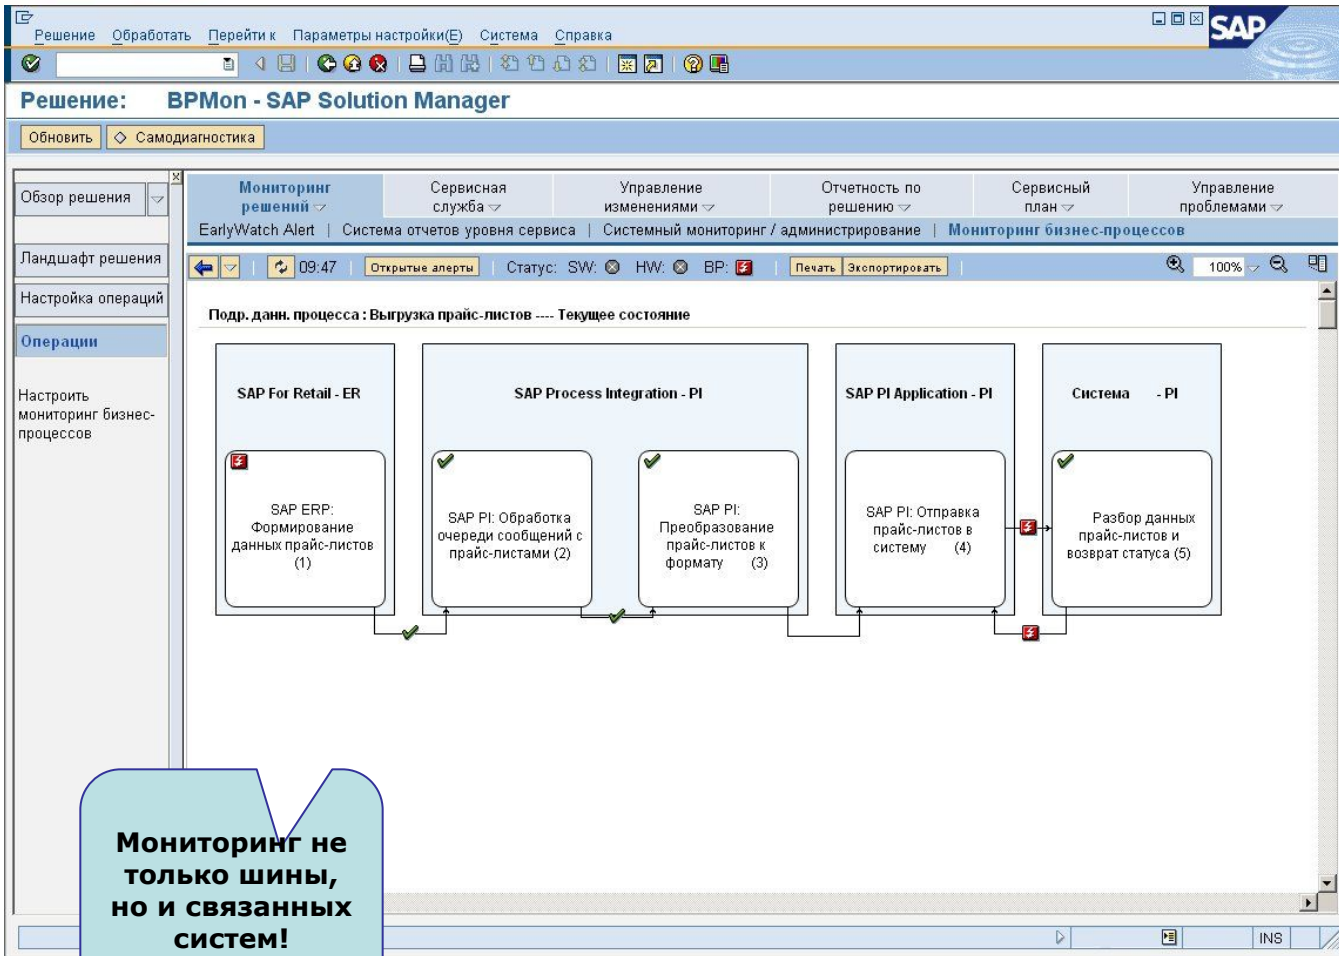 Решение Обработать Перейти к Параметры настройки(E) Система Справка
SAP
Решение: BPMon - SAP Solution Manager
Обновить Самодиагностика
Обзор решения
Ландшафт решения
Настройка операций
Операции
Настроить
мониторинг бизнес-
процессов
Мониторинг
решений
Сервисная
служба
Управление
изменениями
Отчетность по
решению
Сервисный
план
Управление
проблемами
EarlyWatch Alert | Система отчетов уровня сервиса | Системный мониторинг / администрирование | Мониторинг бизнес-процессов
09:47 Открытые алерты Статус: SW: HW: BP: Печать Экспортировать 100%
Подр. данн. процесса : Выгрузка прайс-листов ---- Текущее состояние
SAP For Retail - ER
SAP Process Integration - PI
SAP PI Application - PI
Система - PI
SAP ERP:
Формирование
данных прайс-листов
(1)
SAP PI: Обработка
очереди сообщений с
прайс-листами (2)
SAP PI:
Преобразование
прайс-листов к
формату (3)
SAP PI: Отправка
прайс-листов в
систему (4)
Разбор данных
прайс-листов и
возврат статуса (5)
Мониторинг не
только шины,
но и связанных
систем!
INS